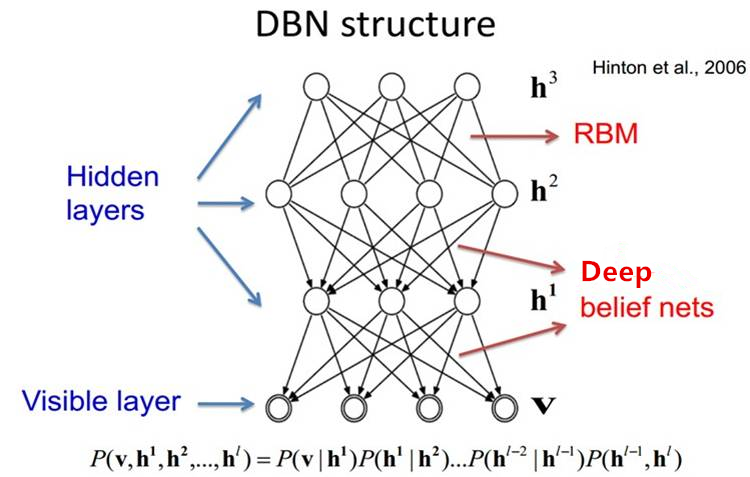 DBN structure
Hinton et al., 2006
h³
RBM
Hidden
layers
h²
Deep
h¹
belief nets
Visible layer
v
P(v,h¹,h²,...,hˡ) = P(v | h¹)P(h¹ | h²)...P(hˡ⁻² | hˡ⁻¹)P(hˡ⁻¹,hˡ)